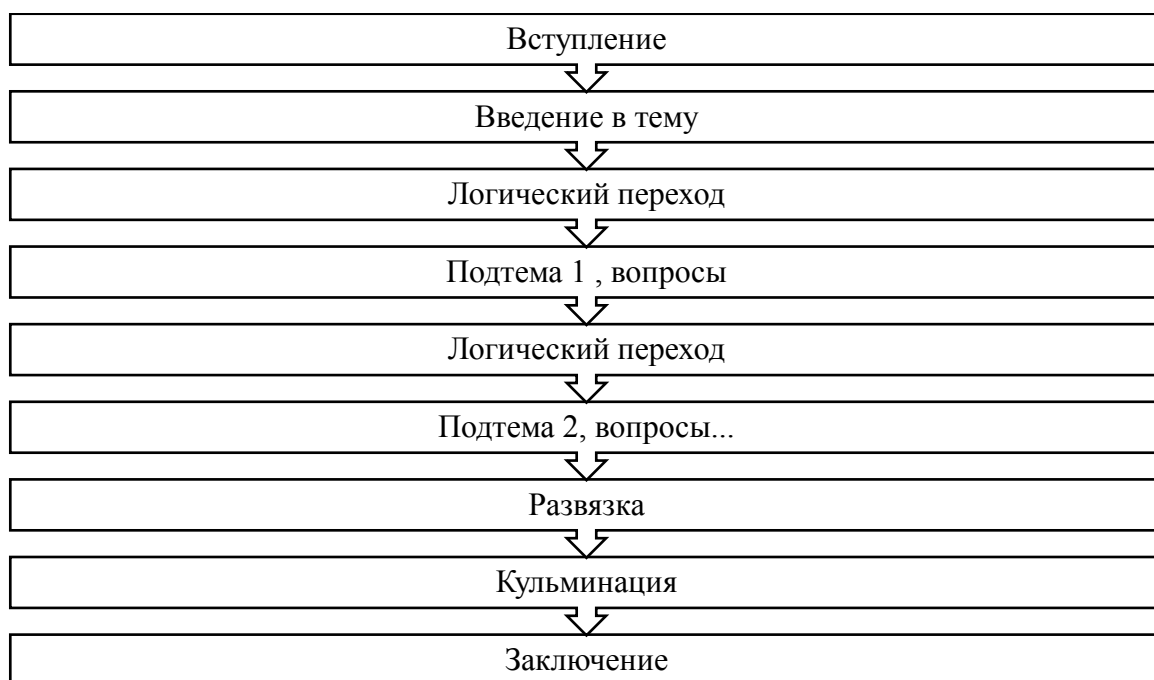 Вступление
Введение в тему
Логический переход
Подтема 1 , вопросы
Логический переход
Подтема 2, вопросы...
Развязка
Кульминация
Заключение